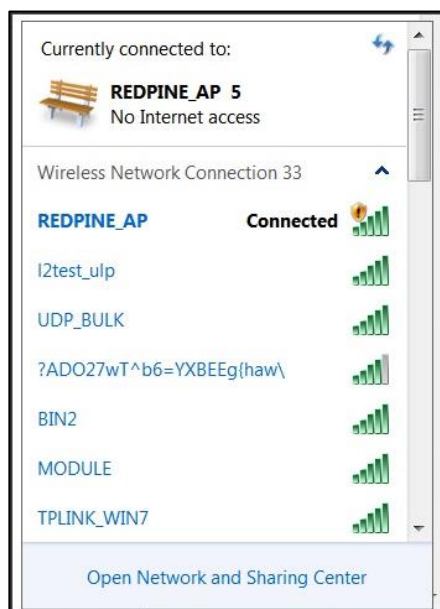 Currently connected to:
REDPINE_AP 5
No Internet access
Wireless Network Connection 33
REDPINE_AP Connected
l2test_ulp
UDP_BULK
?ADO27wT^b6=YXBEEg{haw\
BIN2
MODULE
TPLINK_WIN7
Open Network and Sharing Center